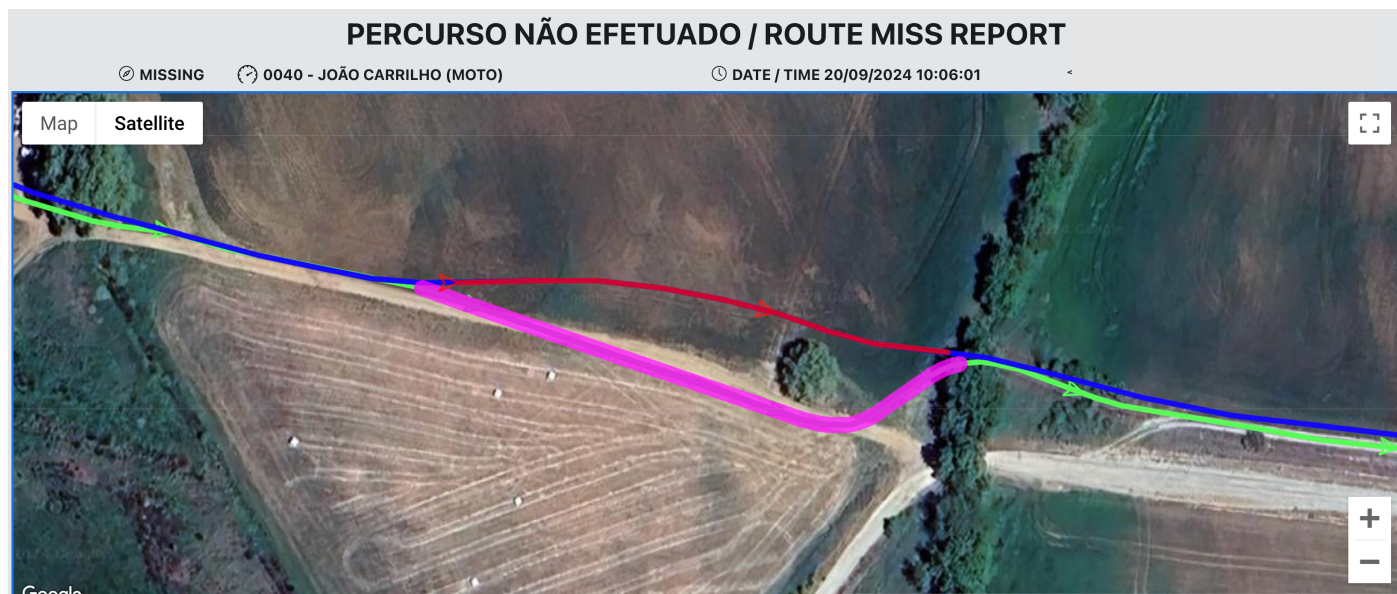 PERCURSO NÃO EFETUADO / ROUTE MISS REPORT
MISSING 0040 - JOÃO CARRILHO (MOTO) DATE / TIME 20/09/2024 10:06:01 <
Map Satellite
Google